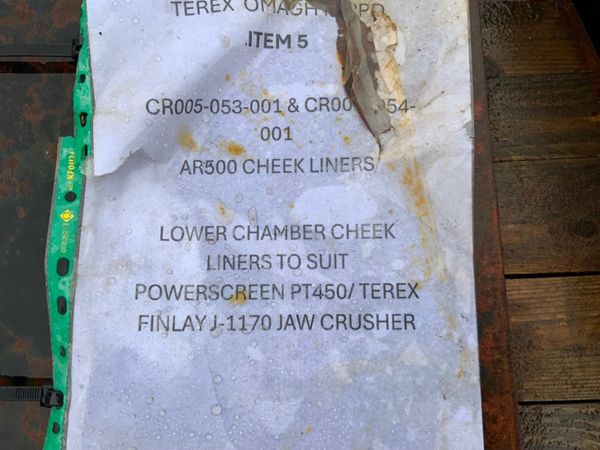 TEREX OMAGH
ITEM 5
CR005-053-001 & CR00 054-
001
AR500 CHEEK LINERS
LOWER CHAMBER CHEEK
LINERS TO SUIT
POWERSCREEN PT450/ TEREX
FINLAY J-1170 JAW CRUSHER